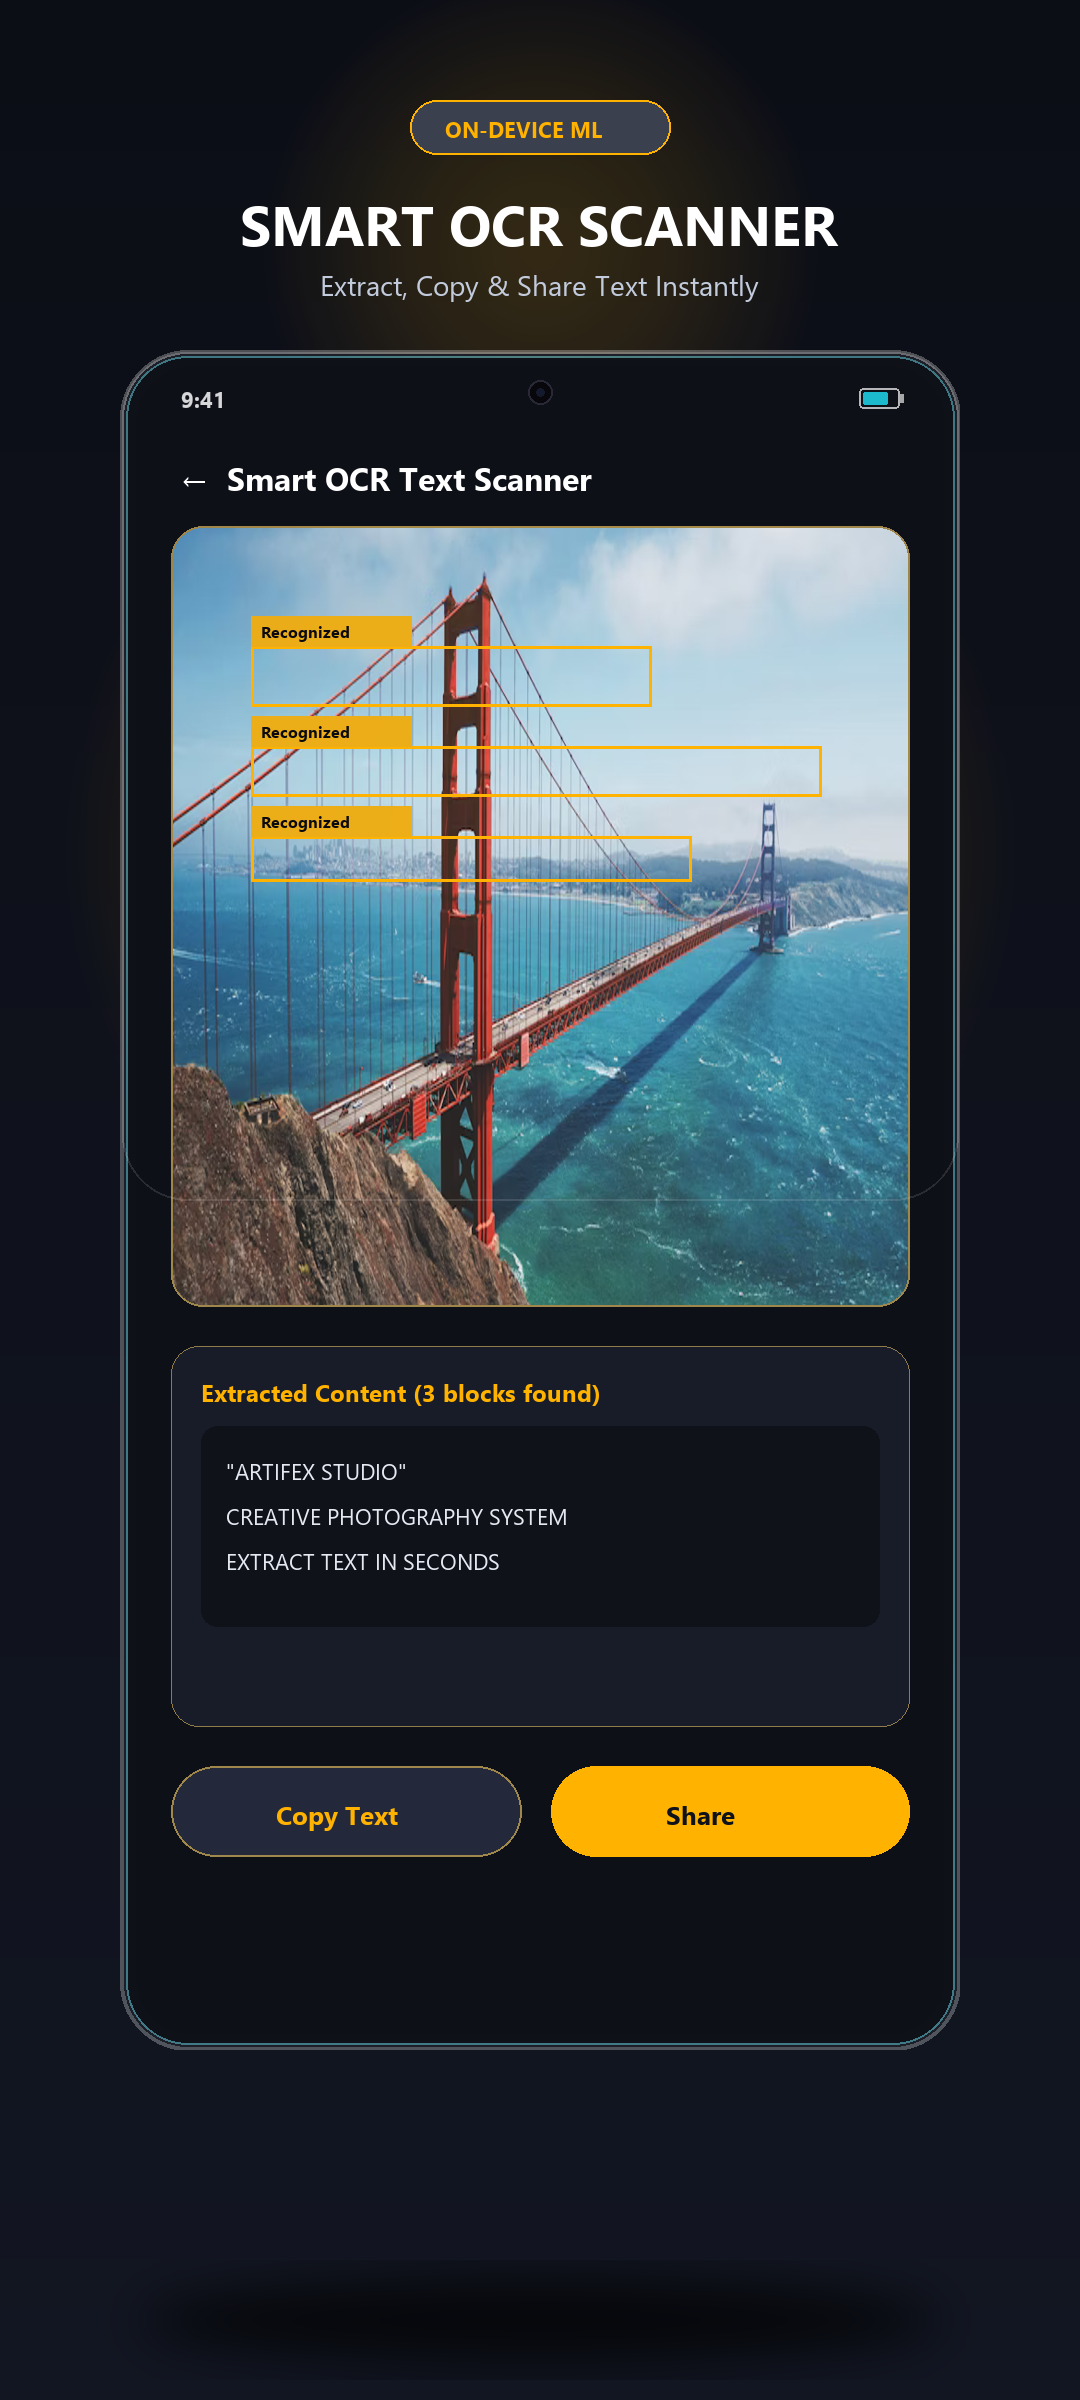 ON-DEVICE ML
SMART OCR SCANNER
Extract, Copy & Share Text Instantly
9:41
← Smart OCR Text Scanner
Recognized
Recognized
Recognized
Extracted Content (3 blocks found)
"ARTIFEX STUDIO"
CREATIVE PHOTOGRAPHY SYSTEM
EXTRACT TEXT IN SECONDS
Copy Text
Share